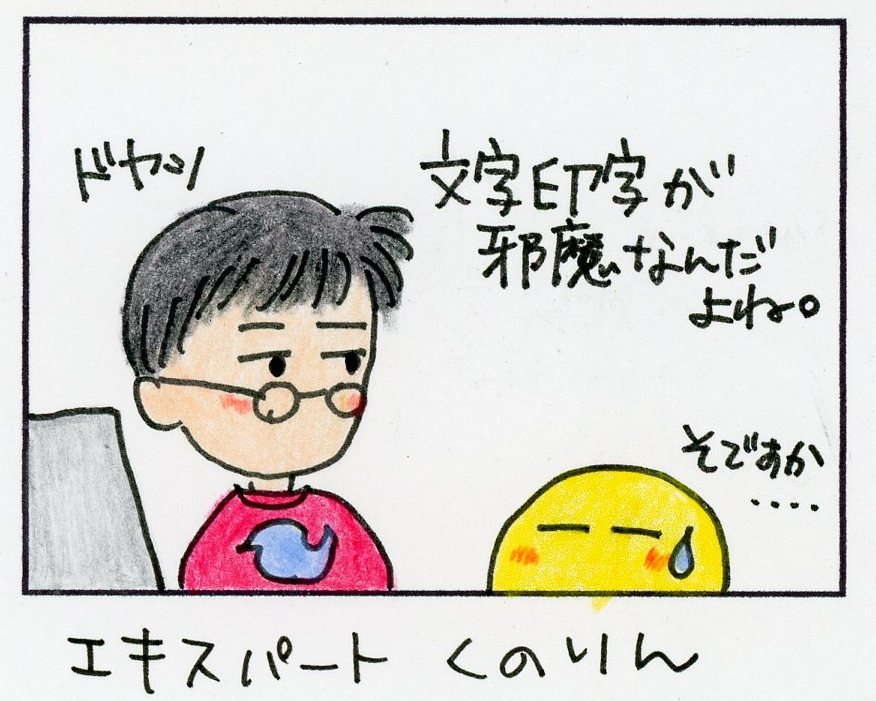 ドヤッ
文字印字が
邪魔なんだ
よね。
そですか
‥‥
エキスパート くのりん